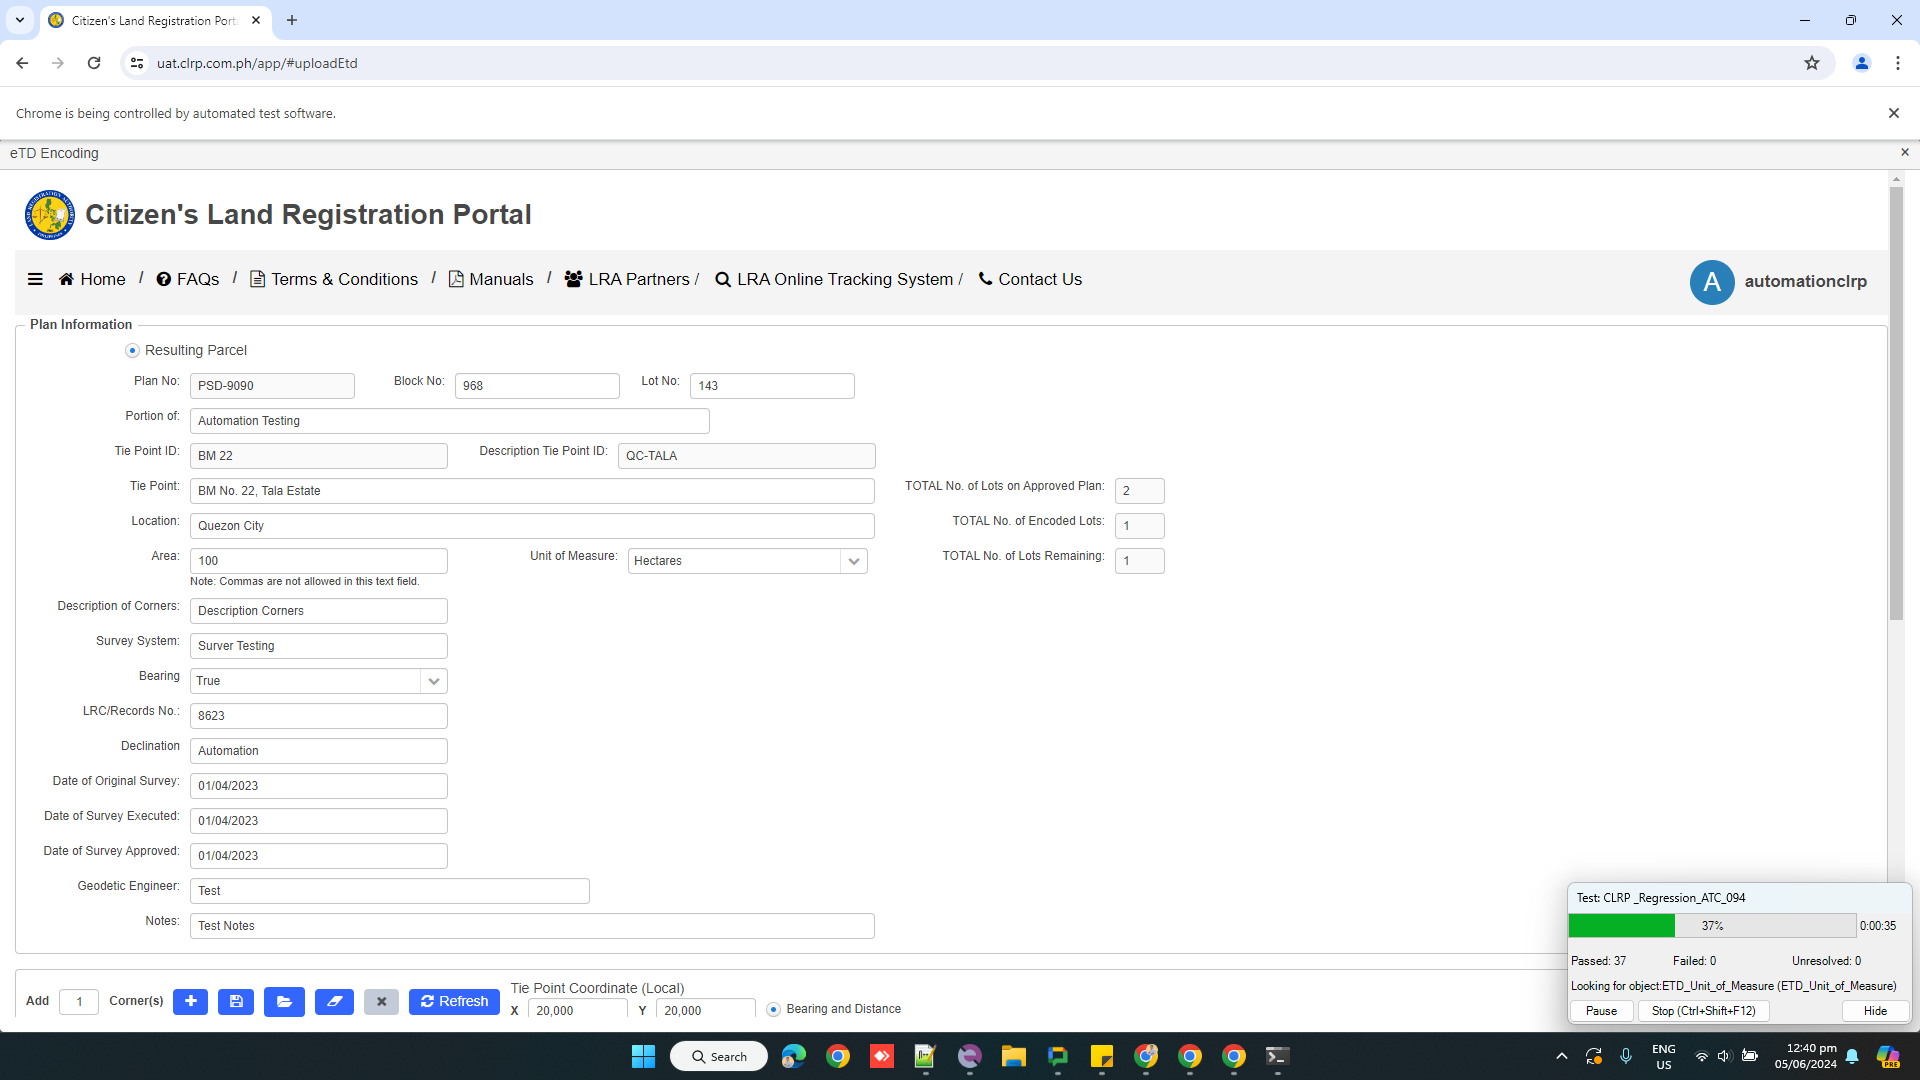 Citizen's Land Registration Porta
uat.clrp.com.ph/app/#uploadEtd
Chrome is being controlled by automated test software.
eTD Encoding
Citizen's Land Registration Portal
Home / FAQs / Terms & Conditions / Manuals / LRA Partners / LRA Online Tracking System / Contact Us
A automationclrp
Plan Information
Resulting Parcel
Plan No: PSD-9090 Block No: 968 Lot No: 143
Portion of: Automation Testing
Tie Point ID: BM 22 Description Tie Point ID: QC-TALA
Tie Point: BM No. 22, Tala Estate TOTAL No. of Lots on Approved Plan: 2
Location: Quezon City TOTAL No. of Encoded Lots: 1
Area: 100 Unit of Measure: Hectares TOTAL No. of Lots Remaining: 1
Note: Commas are not allowed in this text field.
Description of Corners: Description Corners
Survey System: Surver Testing
Bearing True
LRC/Records No.: 8623
Declination Automation
Date of Original Survey: 01/04/2023
Date of Survey Executed: 01/04/2023
Date of Survey Approved: 01/04/2023
Geodetic Engineer: Test
Notes: Test Notes
Add 1 Corner(s) Refresh
Tie Point Coordinate (Local)
X 20,000 Y 20,000 Bearing and Distance
Test: CLRP _Regression_ATC_094
37% 0:00:35
Passed: 37 Failed: 0 Unresolved: 0
Looking for object:ETD_Unit_of_Measure (ETD_Unit_of_Measure)
Pause Stop (Ctrl+Shift+F12) Hide
Search
ENG
US
12:40 pm
05/06/2024
PRE